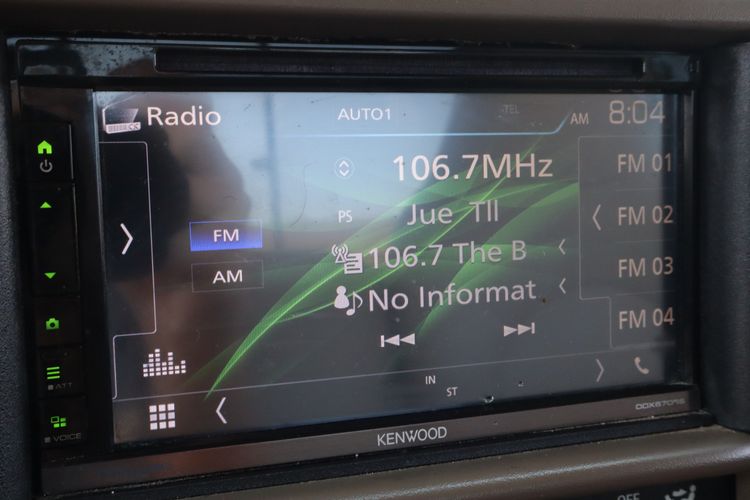 Radio
AUTO1
TEL
AM 8:04
106.7MHz
FM 01
PS Jue Tll
FM 02
FM
106.7 The B
AM
FM 03
No Informat
FM 04
IN
ST
ATT
VOICE
KENWOOD
OFF